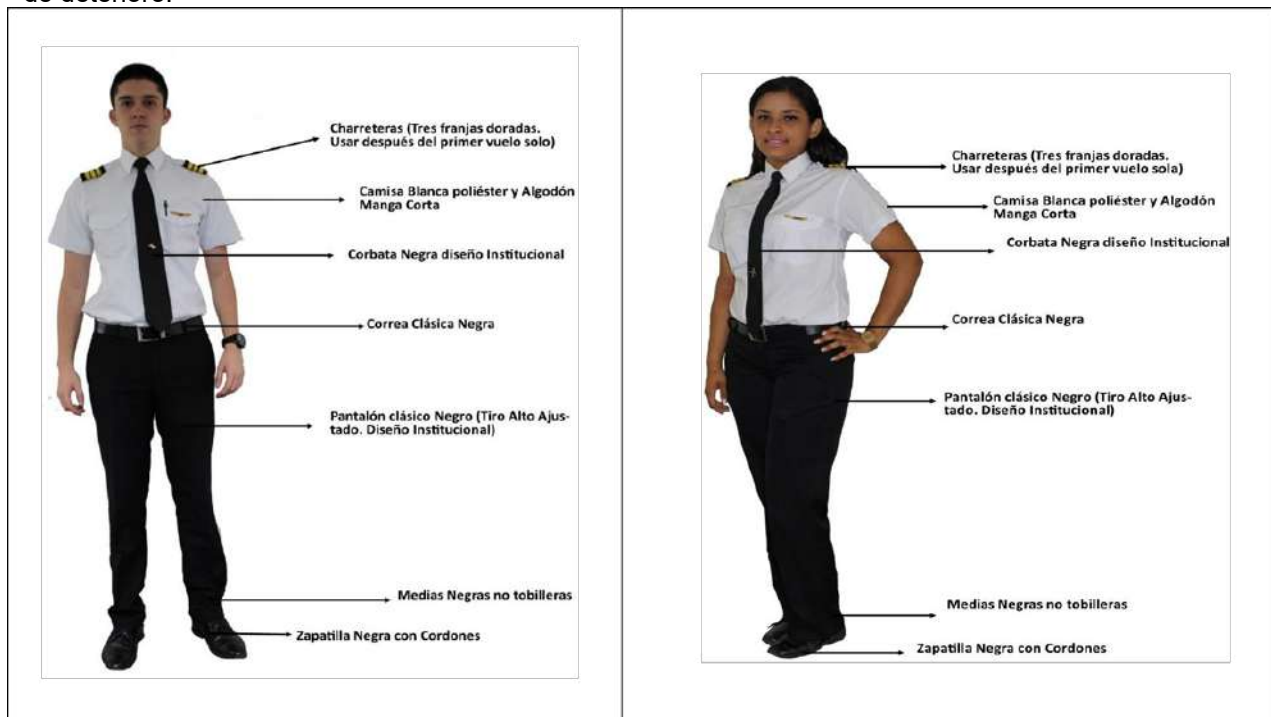 de deterioro.
Charreteras (Tres franjas doradas.
Usar después del primer vuelo solo)
Camisa Blanca poliéster y Algodón
Manga Corta
Corbata Negra diseño Institucional
Correa Clásica Negra
Pantalón clásico Negro (Tiro Alto Ajus-
tado. Diseño Institucional)
Medias Negras no tobilleras
Zapatilla Negra con Cordones
Charreteras (Tres franjas doradas.
Usar después del primer vuelo sola)
Camisa Blanca poliéster y Algodón
Manga Corta
Corbata Negra diseño Institucional
Correa Clásica Negra
Pantalón clásico Negro (Tiro Alto Ajus-
tado. Diseño Institucional)
Medias Negras no tobilleras
Zapatilla Negra con Cordones